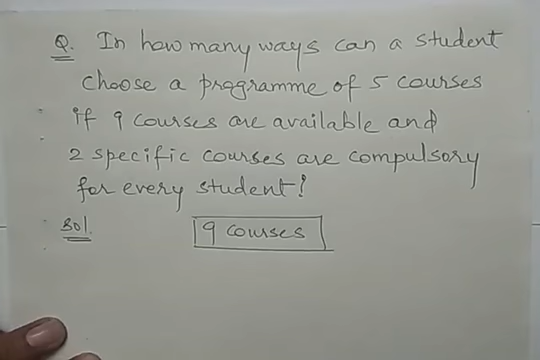 Q. In how many ways can a student
choose a programme of 5 courses
if 9 courses are available and
2 specific courses are compulsory
for every student?
Sol.
9 courses